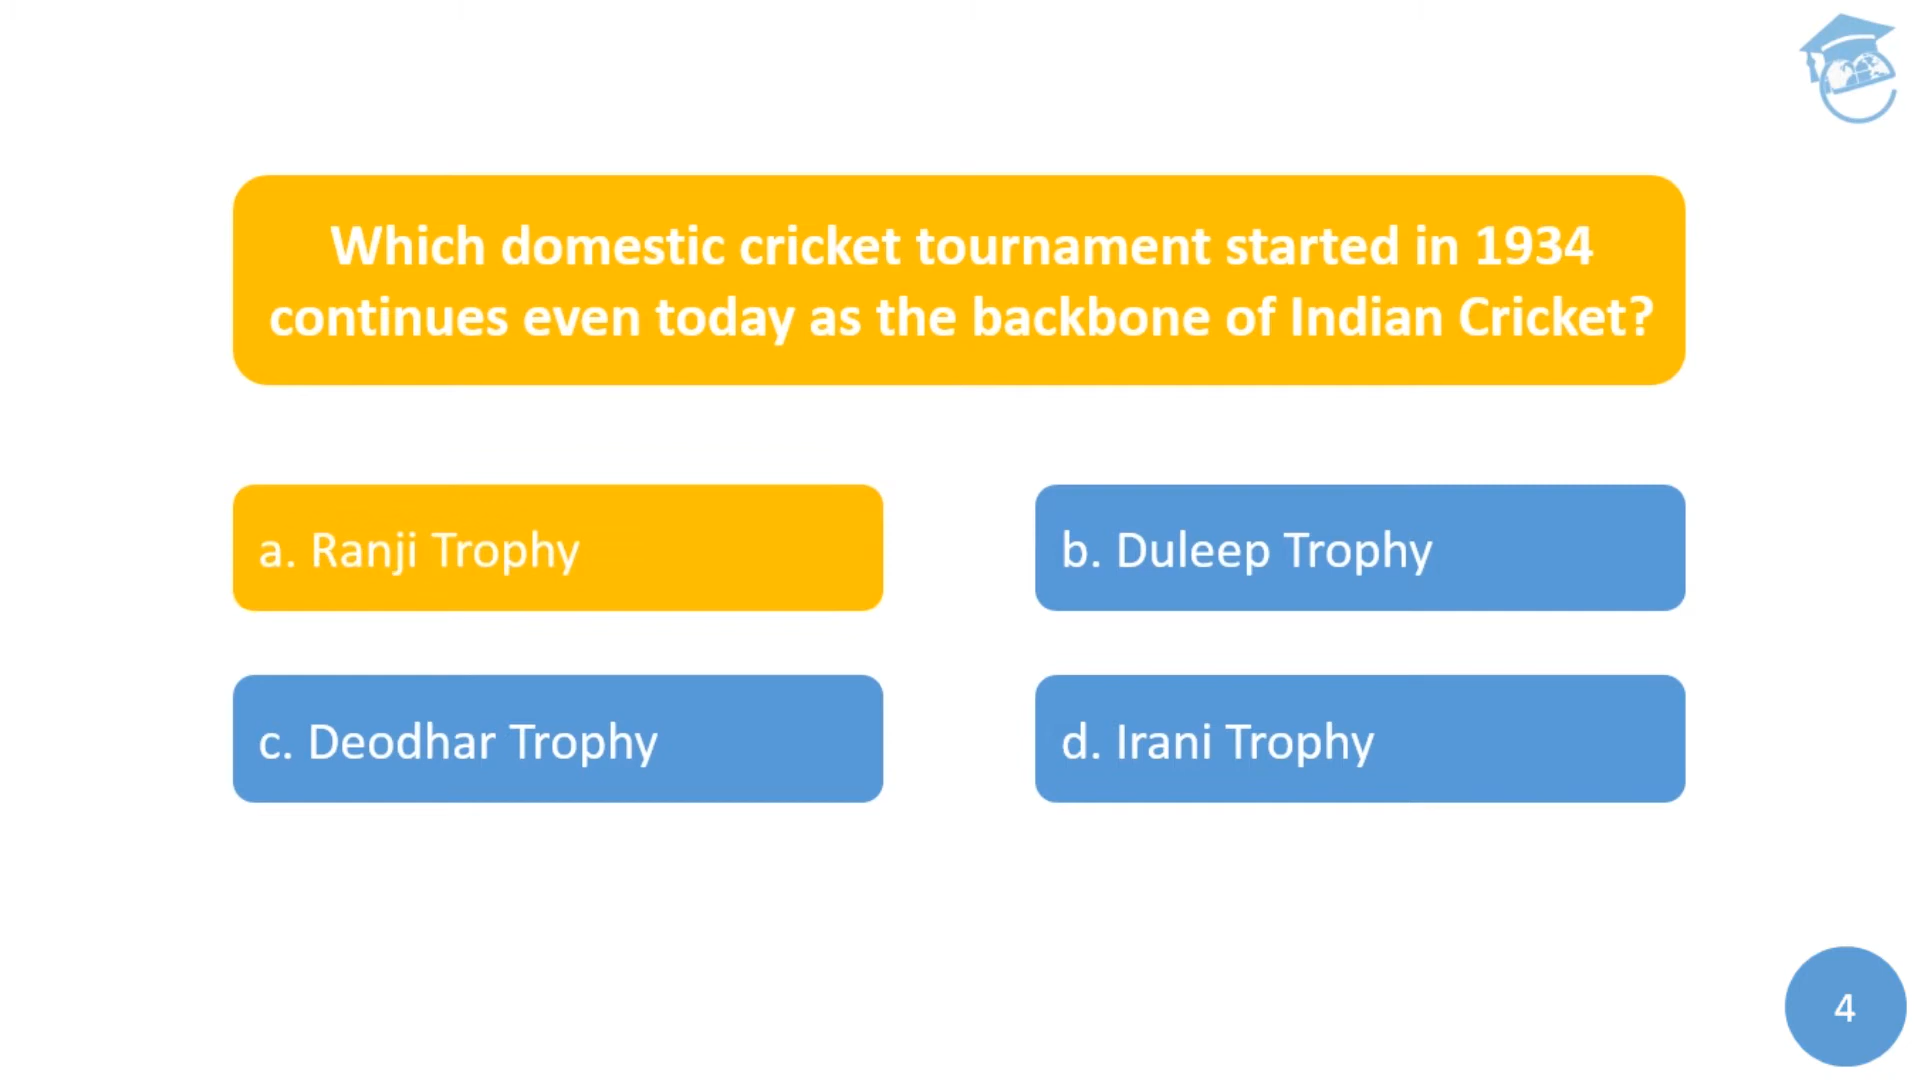 Which domestic cricket tournament started in 1934
continues even today as the backbone of Indian Cricket?
a. Ranji Trophy
b. Duleep Trophy
c. Deodhar Trophy
d. Irani Trophy
4